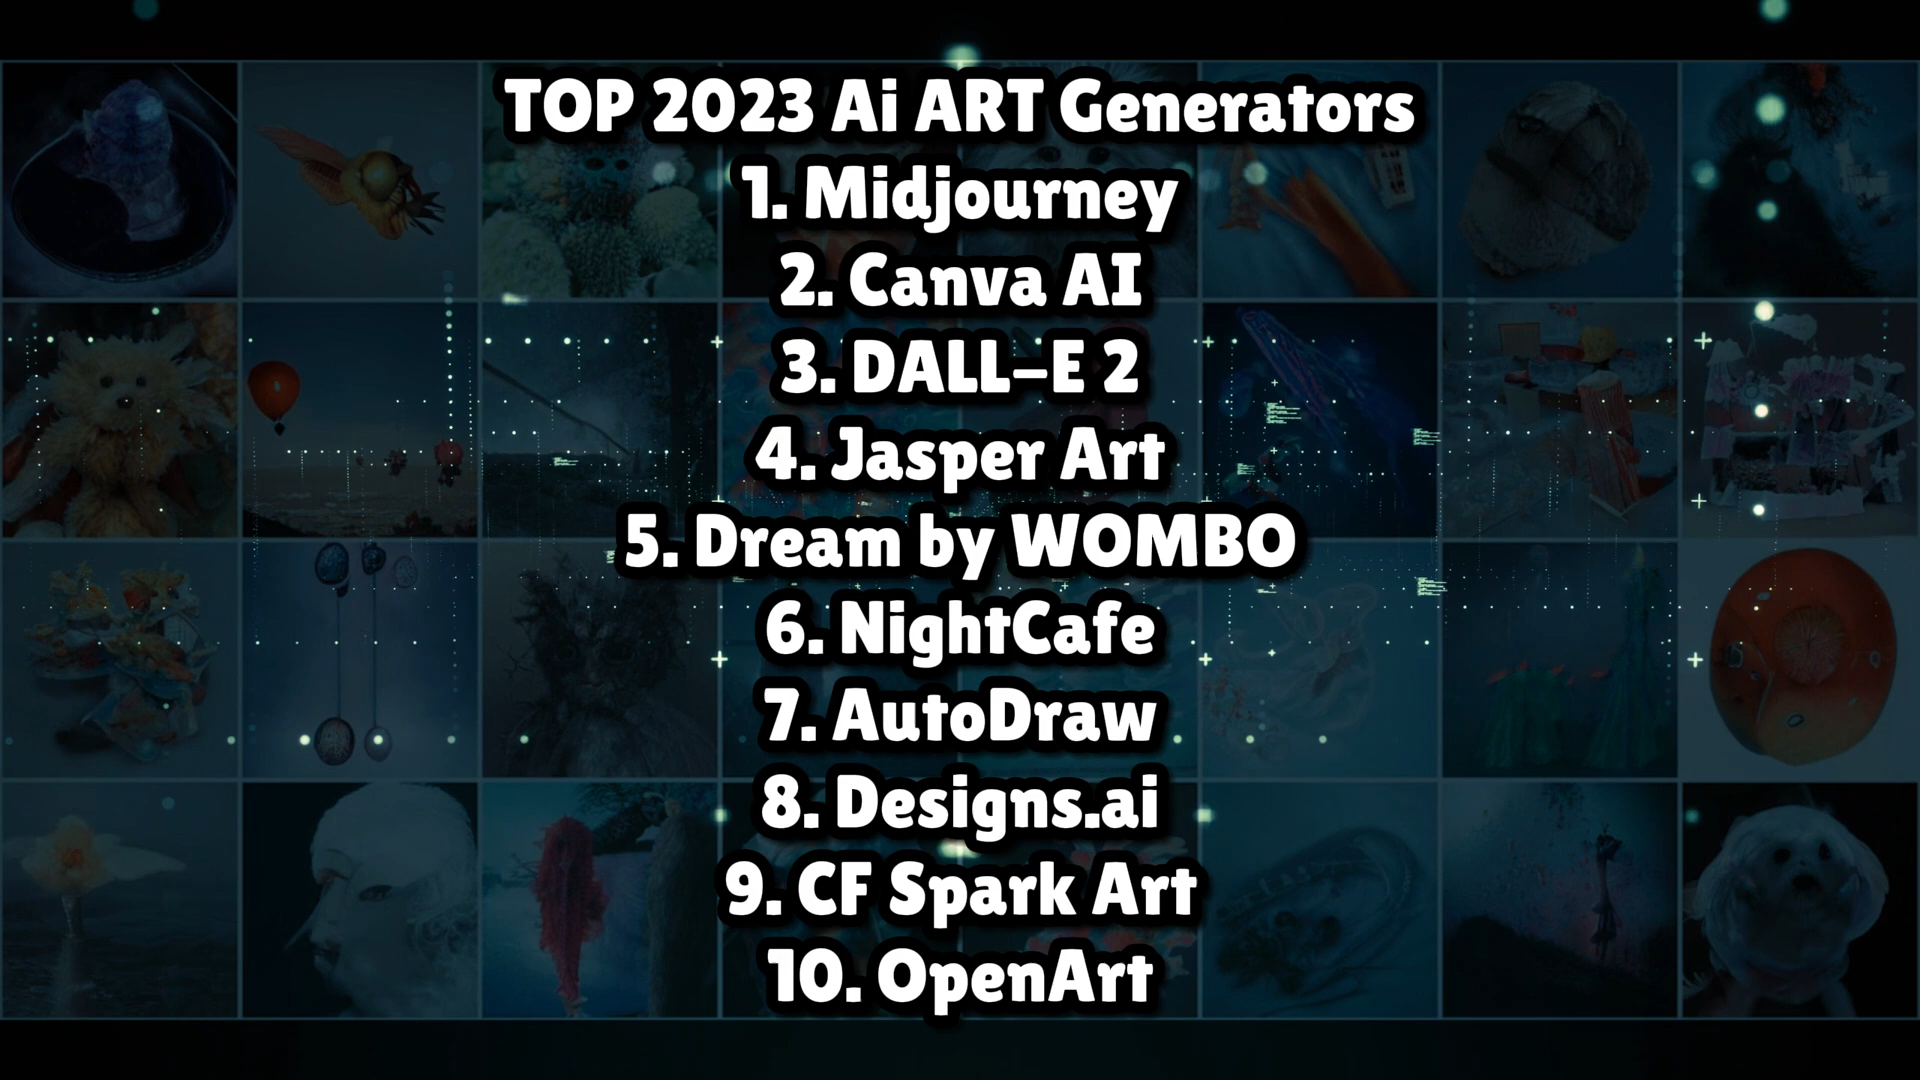 TOP 2023 Ai ART Generators
1. Midjourney
2. Canva AI
3. DALL-E 2
4. Jasper Art
5. Dream by WOMBO
6. NightCafe
7. AutoDraw
8. Designs.ai
9. CF Spark Art
10. OpenArt